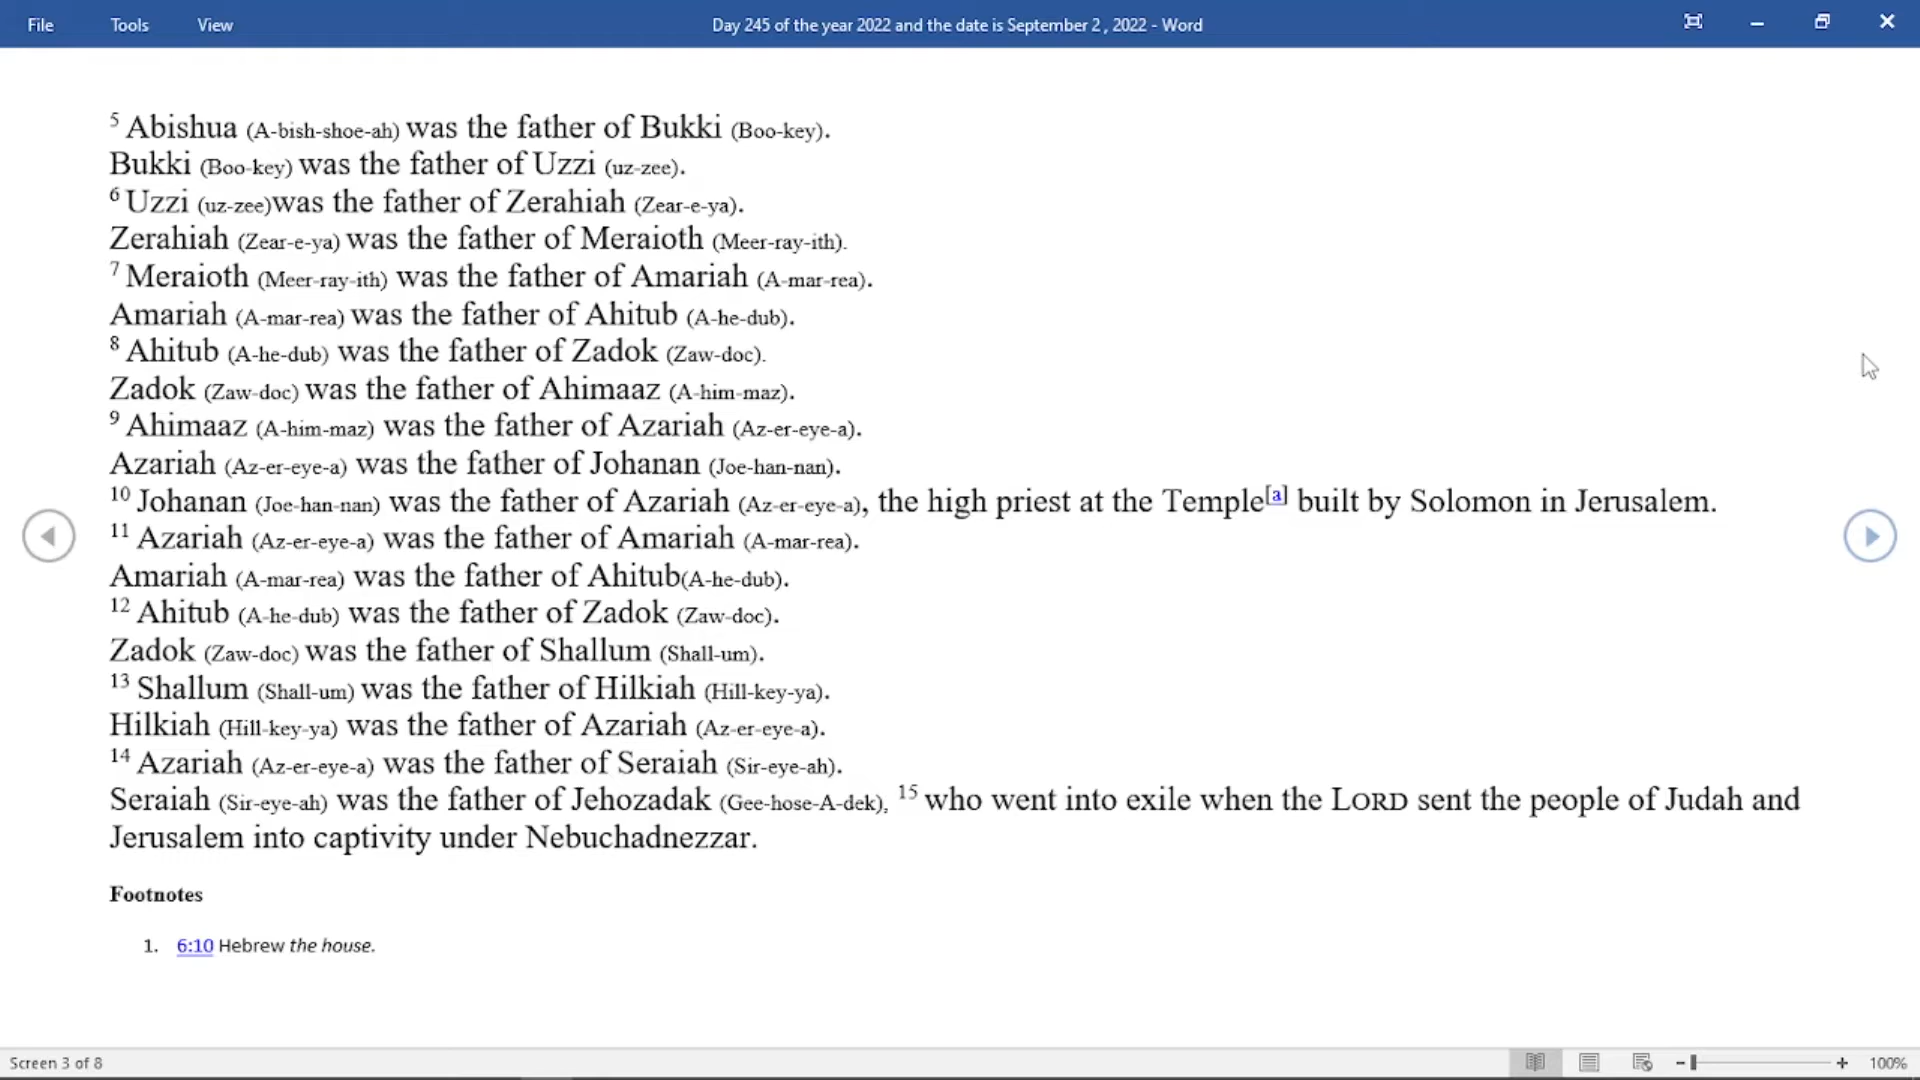 File Tools View Day 245 of the year 2022 and the date is September 2 , 2022 - Word
5 Abishua (A-bish-shoe-ah) was the father of Bukki (Boo-key).
Bukki (Boo-key) was the father of Uzzi (uz-zee).
6 Uzzi (uz-zee)was the father of Zerahiah (Zear-e-ya).
Zerahiah (Zear-e-ya) was the father of Meraioth (Meer-ray-ith).
7 Meraioth (Meer-ray-ith) was the father of Amariah (A-mar-rea).
Amariah (A-mar-rea) was the father of Ahitub (A-he-dub).
8 Ahitub (A-he-dub) was the father of Zadok (Zaw-doc).
Zadok (Zaw-doc) was the father of Ahimaaz (A-him-maz).
9 Ahimaaz (A-him-maz) was the father of Azariah (Az-er-eye-a).
Azariah (Az-er-eye-a) was the father of Johanan (Joe-han-nan).
10 Johanan (Joe-han-nan) was the father of Azariah (Az-er-eye-a), the high priest at the Temple[a] built by Solomon in Jerusalem.
11 Azariah (Az-er-eye-a) was the father of Amariah (A-mar-rea).
Amariah (A-mar-rea) was the father of Ahitub(A-he-dub).
12 Ahitub (A-he-dub) was the father of Zadok (Zaw-doc).
Zadok (Zaw-doc) was the father of Shallum (Shall-um).
13 Shallum (Shall-um) was the father of Hilkiah (Hill-key-ya).
Hilkiah (Hill-key-ya) was the father of Azariah (Az-er-eye-a).
14 Azariah (Az-er-eye-a) was the father of Seraiah (Sir-eye-ah).
Seraiah (Sir-eye-ah) was the father of Jehozadak (Gee-hose-A-dek), 15 who went into exile when the LORD sent the people of Judah and
Jerusalem into captivity under Nebuchadnezzar.
Footnotes
1. 6:10 Hebrew the house.
Screen 3 of 8 100%